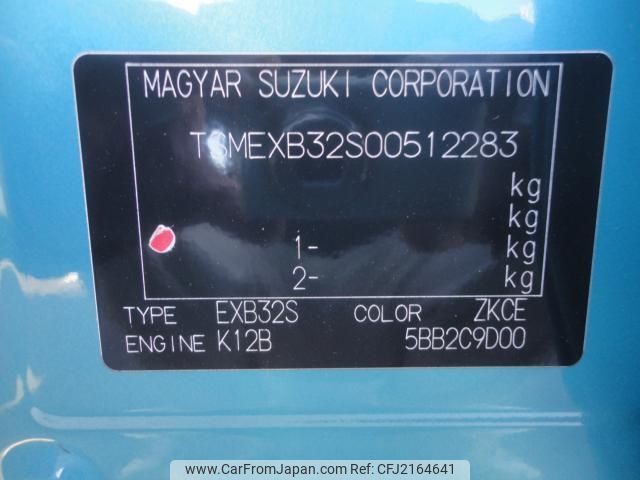 MAGYAR SUZUKI CORPORATION
TSMEXB32S00512283
kg
kg
1- kg
2- kg
TYPE EXB32S COLOR ZKCE
ENGINE K12B 5BB2C9D00
www.CarFromJapan.com - CFJ2164641